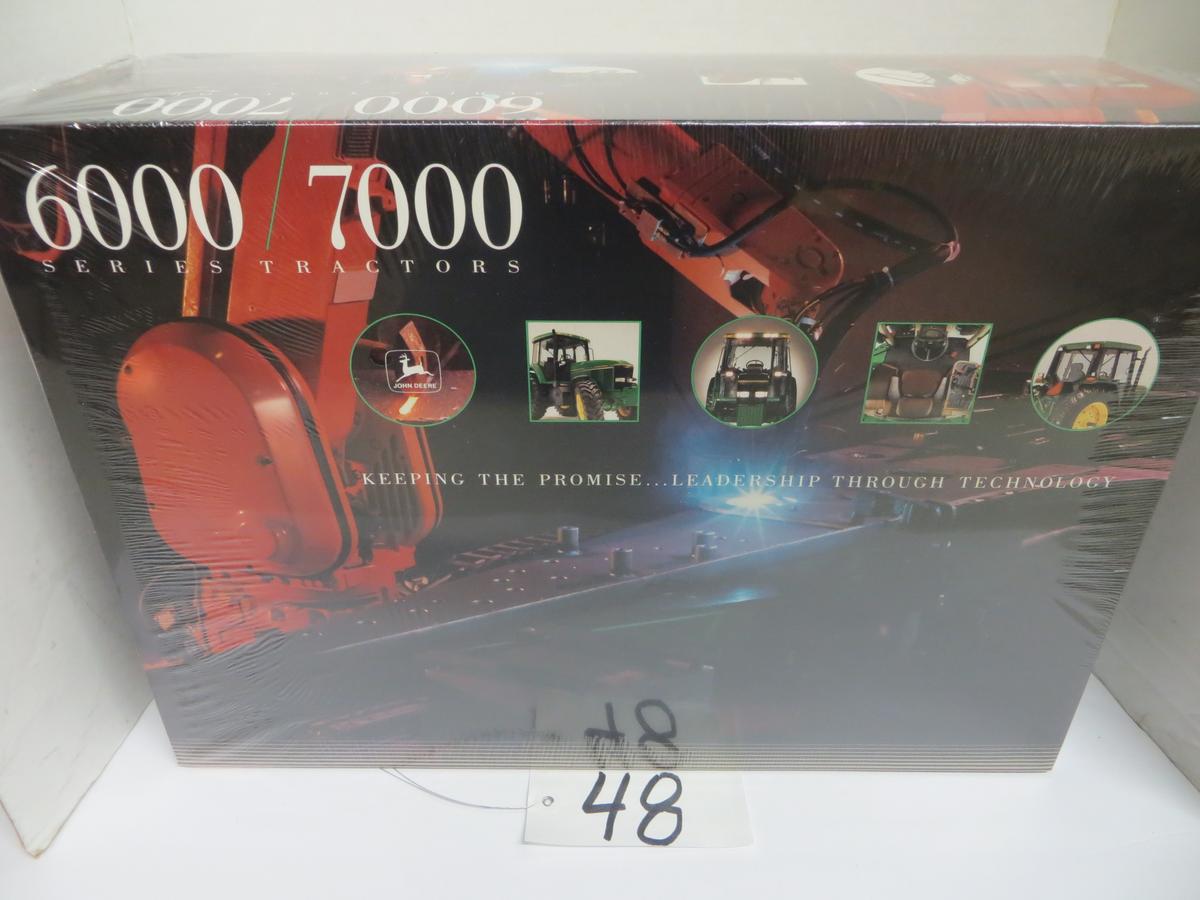 6000 7000
6000 / 7000
SERIES TRACTORS
JOHN DEERE
KEEPING THE PROMISE...LEADERSHIP THROUGH TECHNOLOGY
48
48